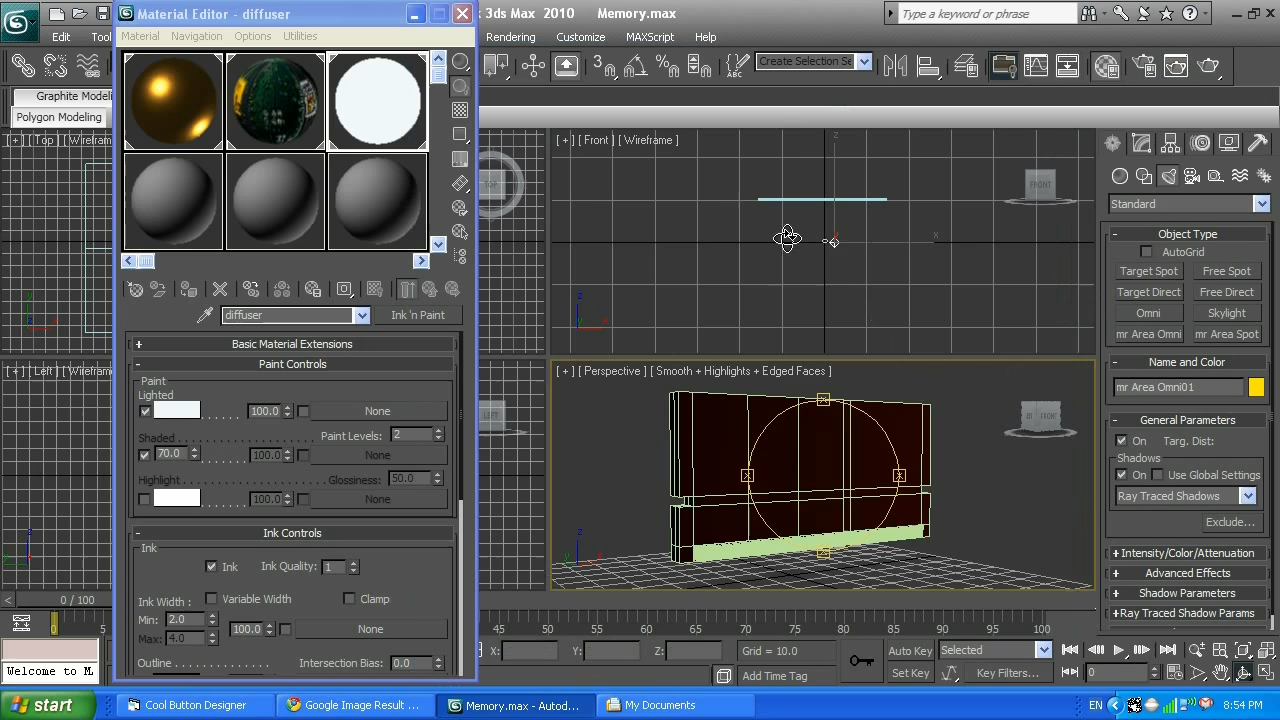 Material Editor - diffuser
s 3ds Max 2010 Memory.max
Type a keyword or phrase
Edit
Material Navigation Options Utilities
Rendering Customize MAXScript Help
Create Selection Se
Graphite Modeli
Polygon Modeling
[ + ] [ Top ] [ Wirefram
[ + ] [ Front ] [ Wireframe ]
TOP
FRONT
Standard
Object Type
AutoGrid
Target Spot Free Spot
Target Direct Free Direct
Omni Skylight
mr Area Omni mr Area Spot
diffuser Ink 'n Paint
Basic Material Extensions
Paint Controls
Name and Color
[ + ] [ Left ] [ Wirefram
[ + ] [ Perspective ] [ Smooth + Highlights + Edged Faces ]
mr Area Omni01
Paint
Lighted
100.0 None
LEFT
FRONT
General Parameters
Shaded Paint Levels: 2
On Targ. Dist:
70.0 100.0 None
Shadows
On Use Global Settings
Highlight Glossiness: 50.0
100.0 None
Ray Traced Shadows
Exclude...
Ink Controls
Ink
Intensity/Color/Attenuation
Ink Ink Quality: 1
Advanced Effects
Shadow Parameters
Ink Width : Variable Width Clamp
0 / 100
Ray Traced Shadow Params
Min: 2.0
100.0 None
Max: 4.0
5 45 50 55 60 65 70 75 80 85 90 95 100
0
X: Y: Z: Grid = 10.0
Auto Key Selected
Outline Intersection Bias: 0.0
Welcome to M
Add Time Tag
Set Key Key Filters... 0
start
Cool Button Designer
Google Image Result ...
Memory.max - Autod...
My Documents
EN
8:54 PM